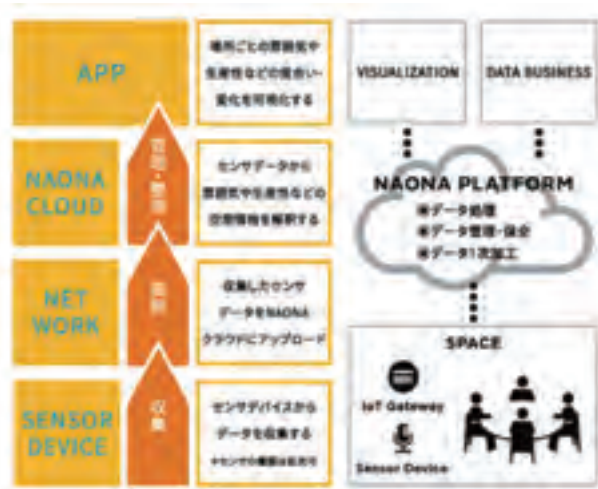 APP
場所ごとの雰囲気や
生産性などの度合い・
変化を可視化する
VISUALIZATION
DATA BUSINESS
NAONA
CLOUD
センサデータから
雰囲気や生産性などの
空間情報を解釈する
NAONA PLATFORM
データ処理
データ管理・保全
データ1次加工
NET
WORK
収集したセンサ
データをNAONA
クラウドにアップロード
SENSOR
DEVICE
収集
センサデバイスから
データを収集する
SPACE
IoT Gateway
Sensor Device